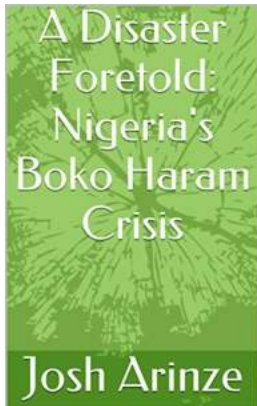 A Disaster
Foretold:
Nigeria's
Boko Haram
Crisis
Josh Arinze